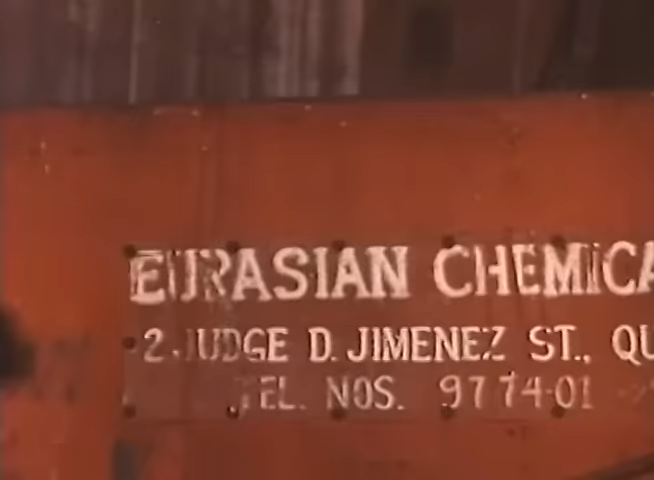 EURASIAN CHEMICA
2 JUDGE D. JIMENEZ ST., QU
TEL. NOS. 97 74-01